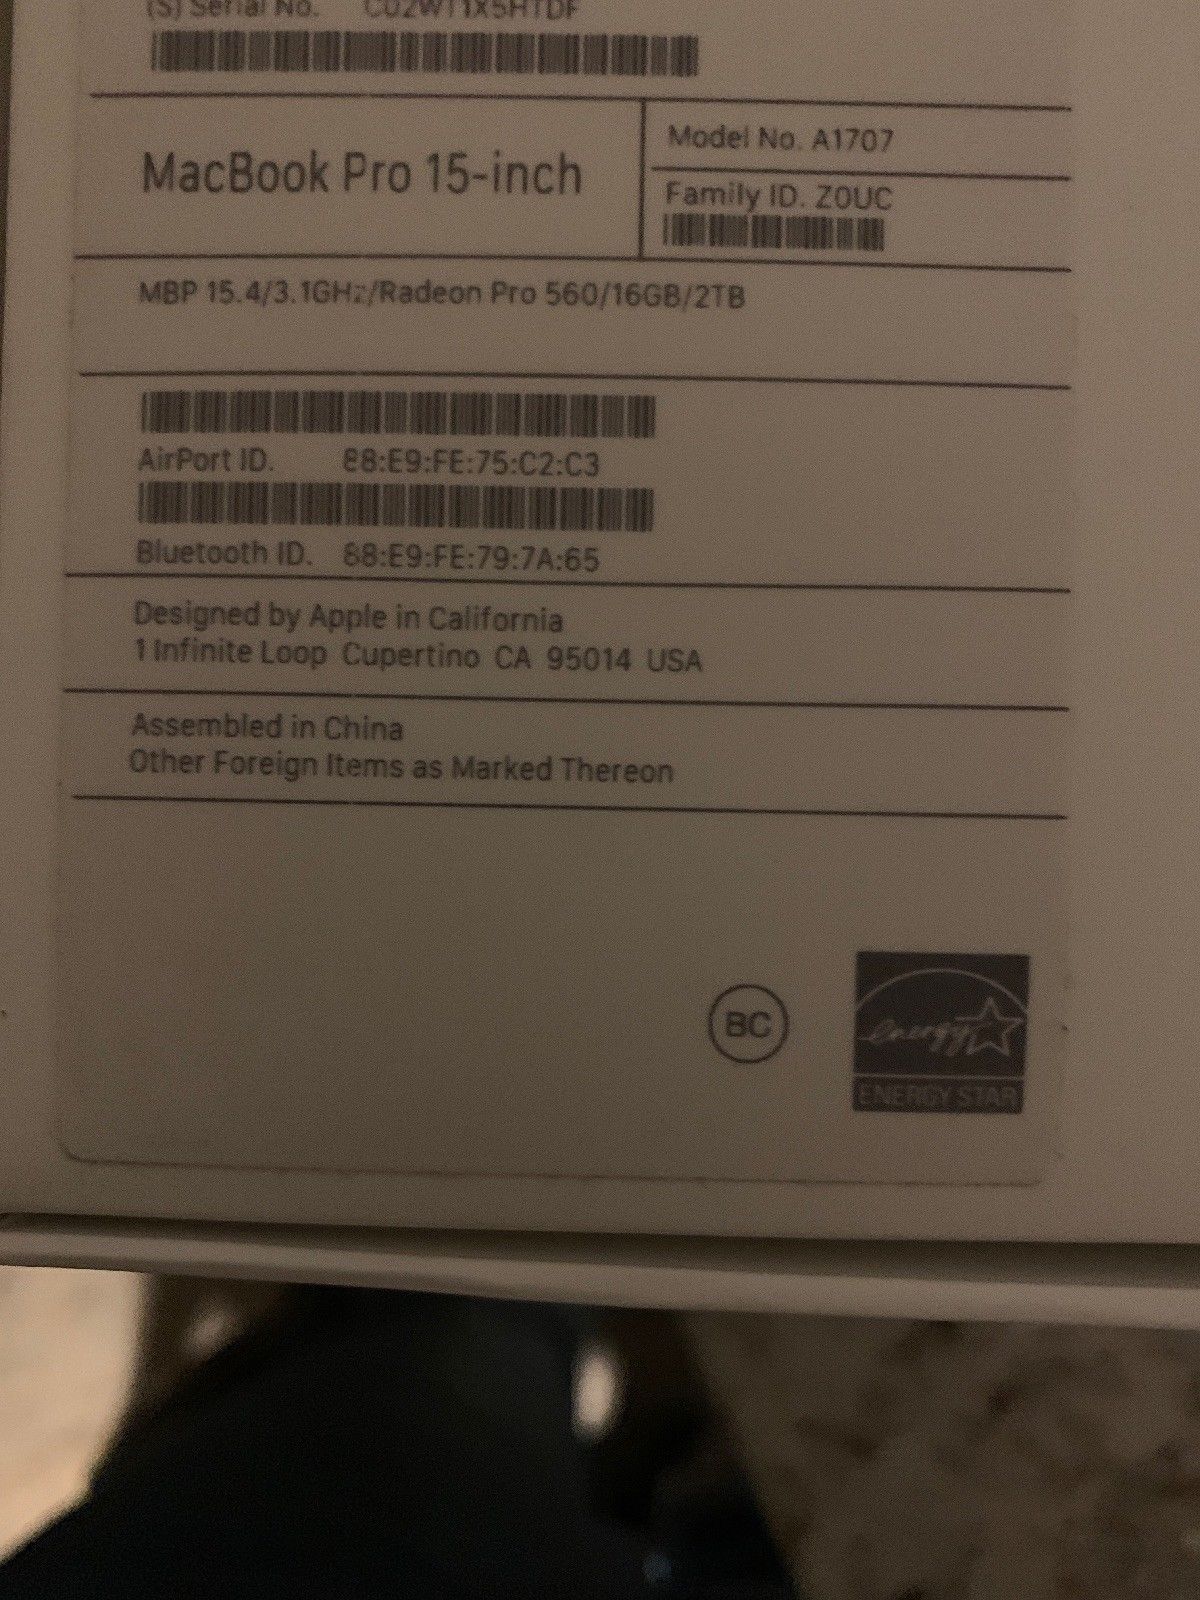 (S) Serial No. C02WT1X5HTDF
MacBook Pro 15-inch
Model No. A1707
Family ID. Z0UC
MBP 15.4/3.1GHz/Radeon Pro 560/16GB/2TB
AirPort ID. 88:E9:FE:75:C2:C3
Bluetooth ID. 88:E9:FE:79:7A:65
Designed by Apple in California
1 Infinite Loop Cupertino CA 95014 USA
Assembled in China
Other Foreign Items as Marked Thereon
BC
energy
ENERGY STAR